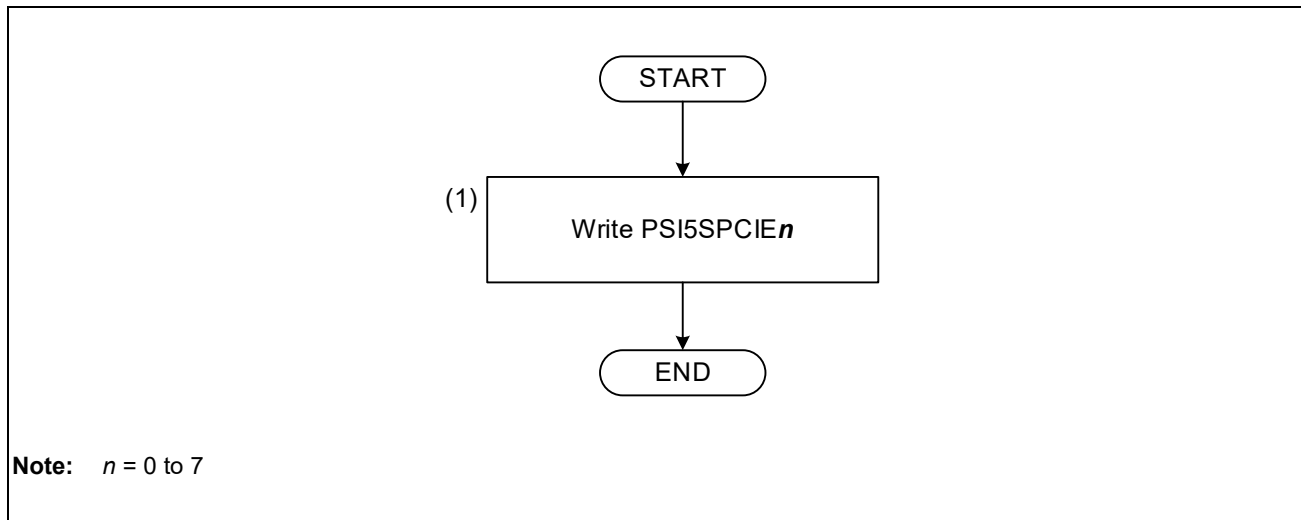 START
(1)
Write PSI5SPCIEn
END
Note: n = 0 to 7